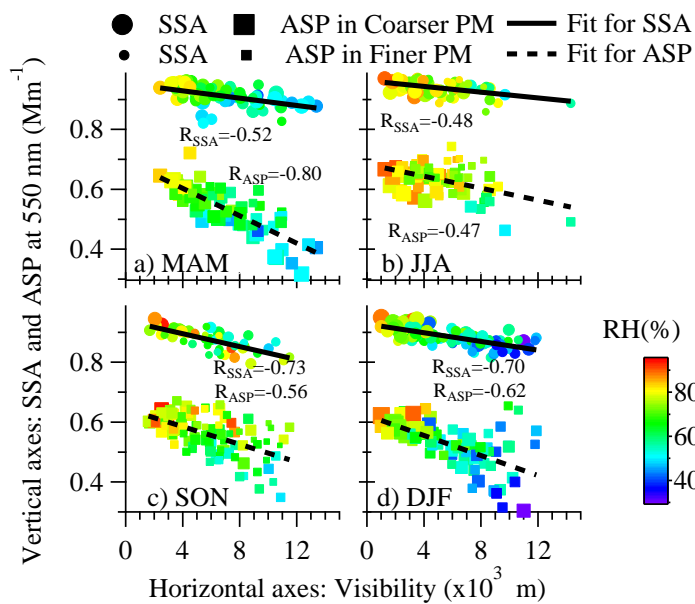 SSA ASP in Coarser PM Fit for SSA
SSA ASP in Finer PM Fit for ASP
Vertical axes: SSA and ASP at 550 nm (Mm-1)
0.8
0.6
0.4
R_SSA=-0.52
R_ASP=-0.80
a) MAM
R_SSA=-0.48
R_ASP=-0.47
b) JJA
0.8
0.6
0.4
R_SSA=-0.73
R_ASP=-0.56
c) SON
R_SSA=-0.70
R_ASP=-0.62
d) DJF
RH(%)
80
60
40
0 4 8 12
0 4 8 12
Horizontal axes: Visibility (x10^3 m)